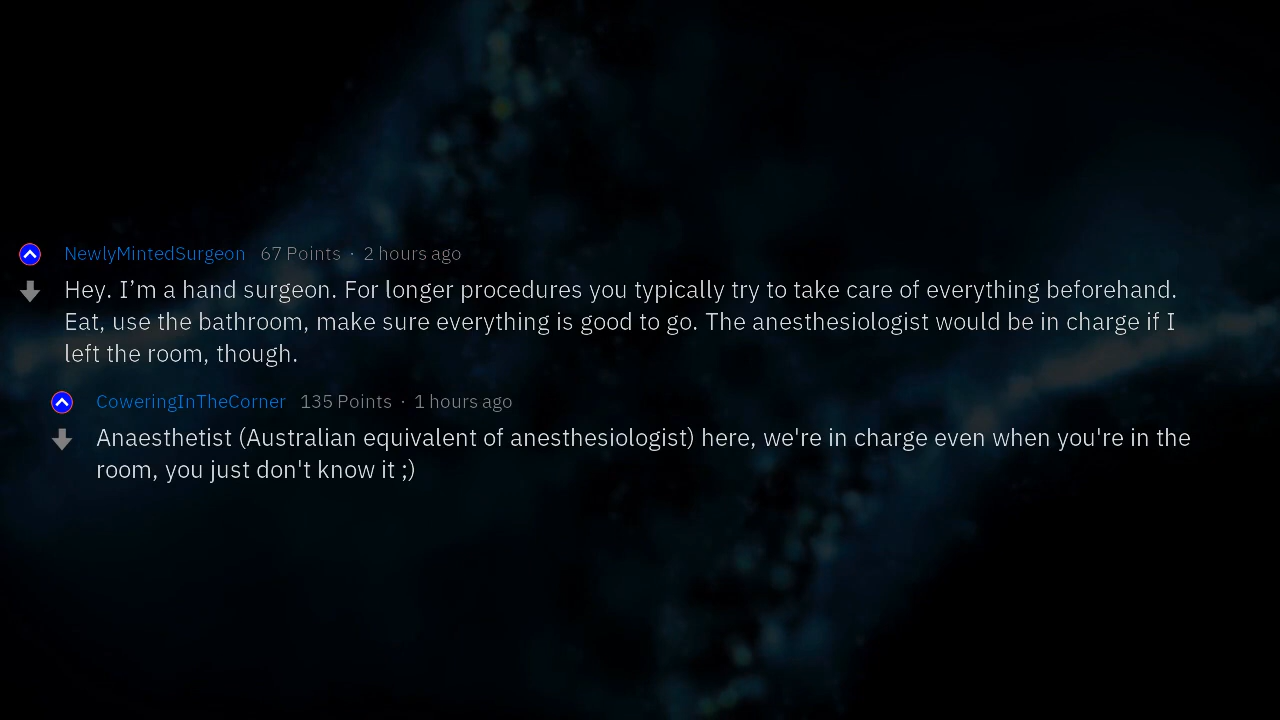 NewlyMintedSurgeon 67 Points · 2 hours ago
Hey. I’m a hand surgeon. For longer procedures you typically try to take care of everything beforehand.
Eat, use the bathroom, make sure everything is good to go. The anesthesiologist would be in charge if I
left the room, though.
CoweringInTheCorner 135 Points · 1 hours ago
Anaesthetist (Australian equivalent of anesthesiologist) here, we're in charge even when you're in the
room, you just don't know it ;)